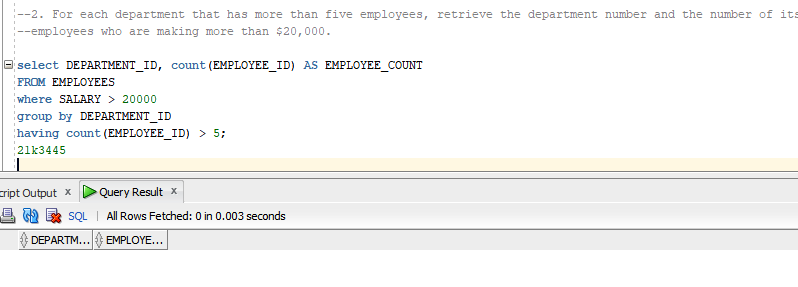 --2. For each department that has more than five employees, retrieve the department number and the number of its
--employees who are making more than $20,000.
select DEPARTMENT_ID, count(EMPLOYEE_ID) AS EMPLOYEE_COUNT
FROM EMPLOYEES
where SALARY > 20000
group by DEPARTMENT_ID
having count(EMPLOYEE_ID) > 5;
21k3445
cript Output x Query Result x
SQL | All Rows Fetched: 0 in 0.003 seconds
DEPARTM... EMPLOYE...